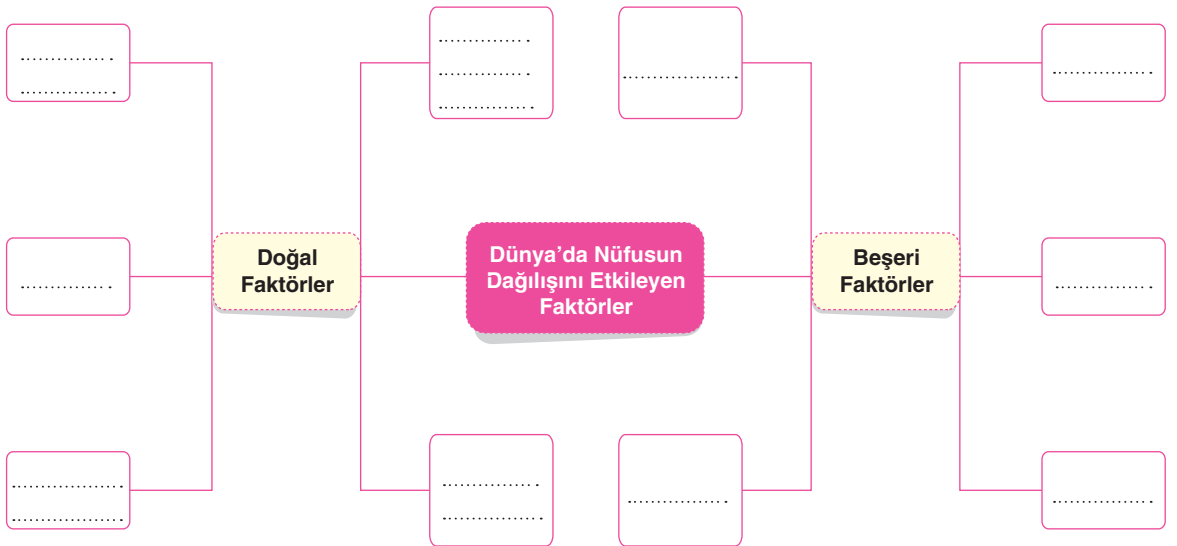 Doğal
Faktörler
Dünya'da Nüfusun
Dağılışını Etkileyen
Faktörler
Beşeri
Faktörler